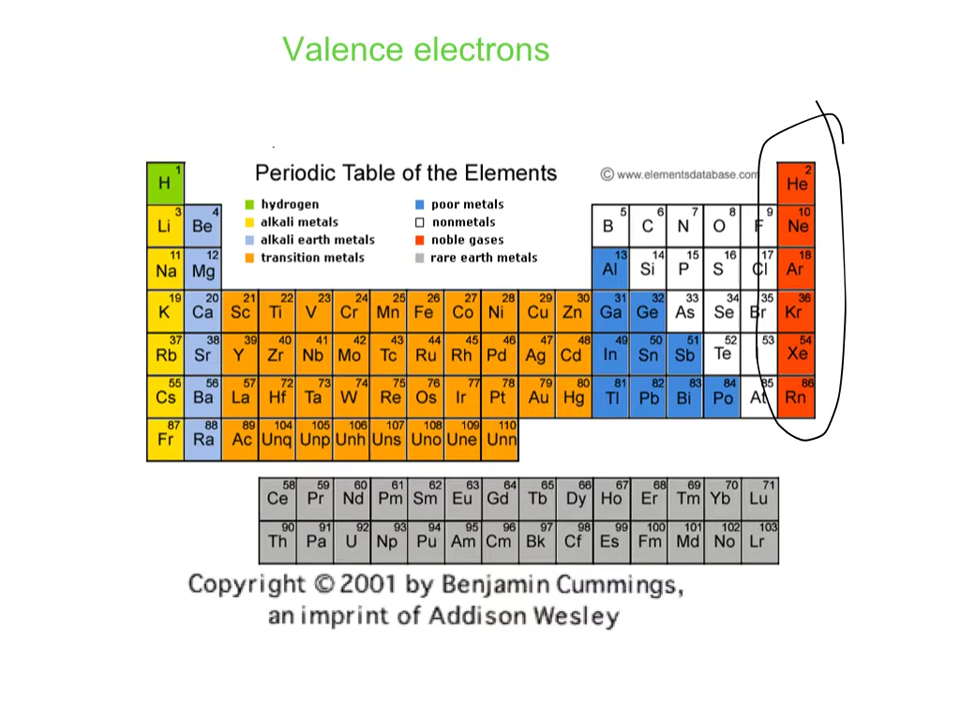 Valence electrons
Periodic Table of the Elements
© www.elementsdatabase.com
hydrogen poor metals
alkali metals nonmetals
alkali earth metals noble gases
transition metals rare earth metals
1 H 2 He
3 Li 4 Be 5 B 6 C 7 N 8 O 9 F 10 Ne
11 Na 12 Mg 13 Al 14 Si 15 P 16 S 17 Cl 18 Ar
19 K 20 Ca 21 Sc 22 Ti 23 V 24 Cr 25 Mn 26 Fe 27 Co 28 Ni 29 Cu 30 Zn 31 Ga 32 Ge 33 As 34 Se 35 Br 36 Kr
37 Rb 38 Sr 39 Y 40 Zr 41 Nb 42 Mo 43 Tc 44 Ru 45 Rh 46 Pd 47 Ag 48 Cd 49 In 50 Sn 51 Sb 52 Te 53 54 Xe
55 Cs 56 Ba 57 La 72 Hf 73 Ta 74 W 75 Re 76 Os 77 Ir 78 Pt 79 Au 80 Hg 81 Tl 82 Pb 83 Bi 84 Po 85 At 86 Rn
87 Fr 88 Ra 89 Ac 104 Unq 105 Unp 106 Unh 107 Uns 108 Uno 109 Une 110 Unn
58 Ce 59 Pr 60 Nd 61 Pm 62 Sm 63 Eu 64 Gd 65 Tb 66 Dy 67 Ho 68 Er 69 Tm 70 Yb 71 Lu
90 Th 91 Pa 92 U 93 Np 94 Pu 95 Am 96 Cm 97 Bk 98 Cf 99 Es 100 Fm 101 Md 102 No 103 Lr
Copyright © 2001 by Benjamin Cummings,
an imprint of Addison Wesley